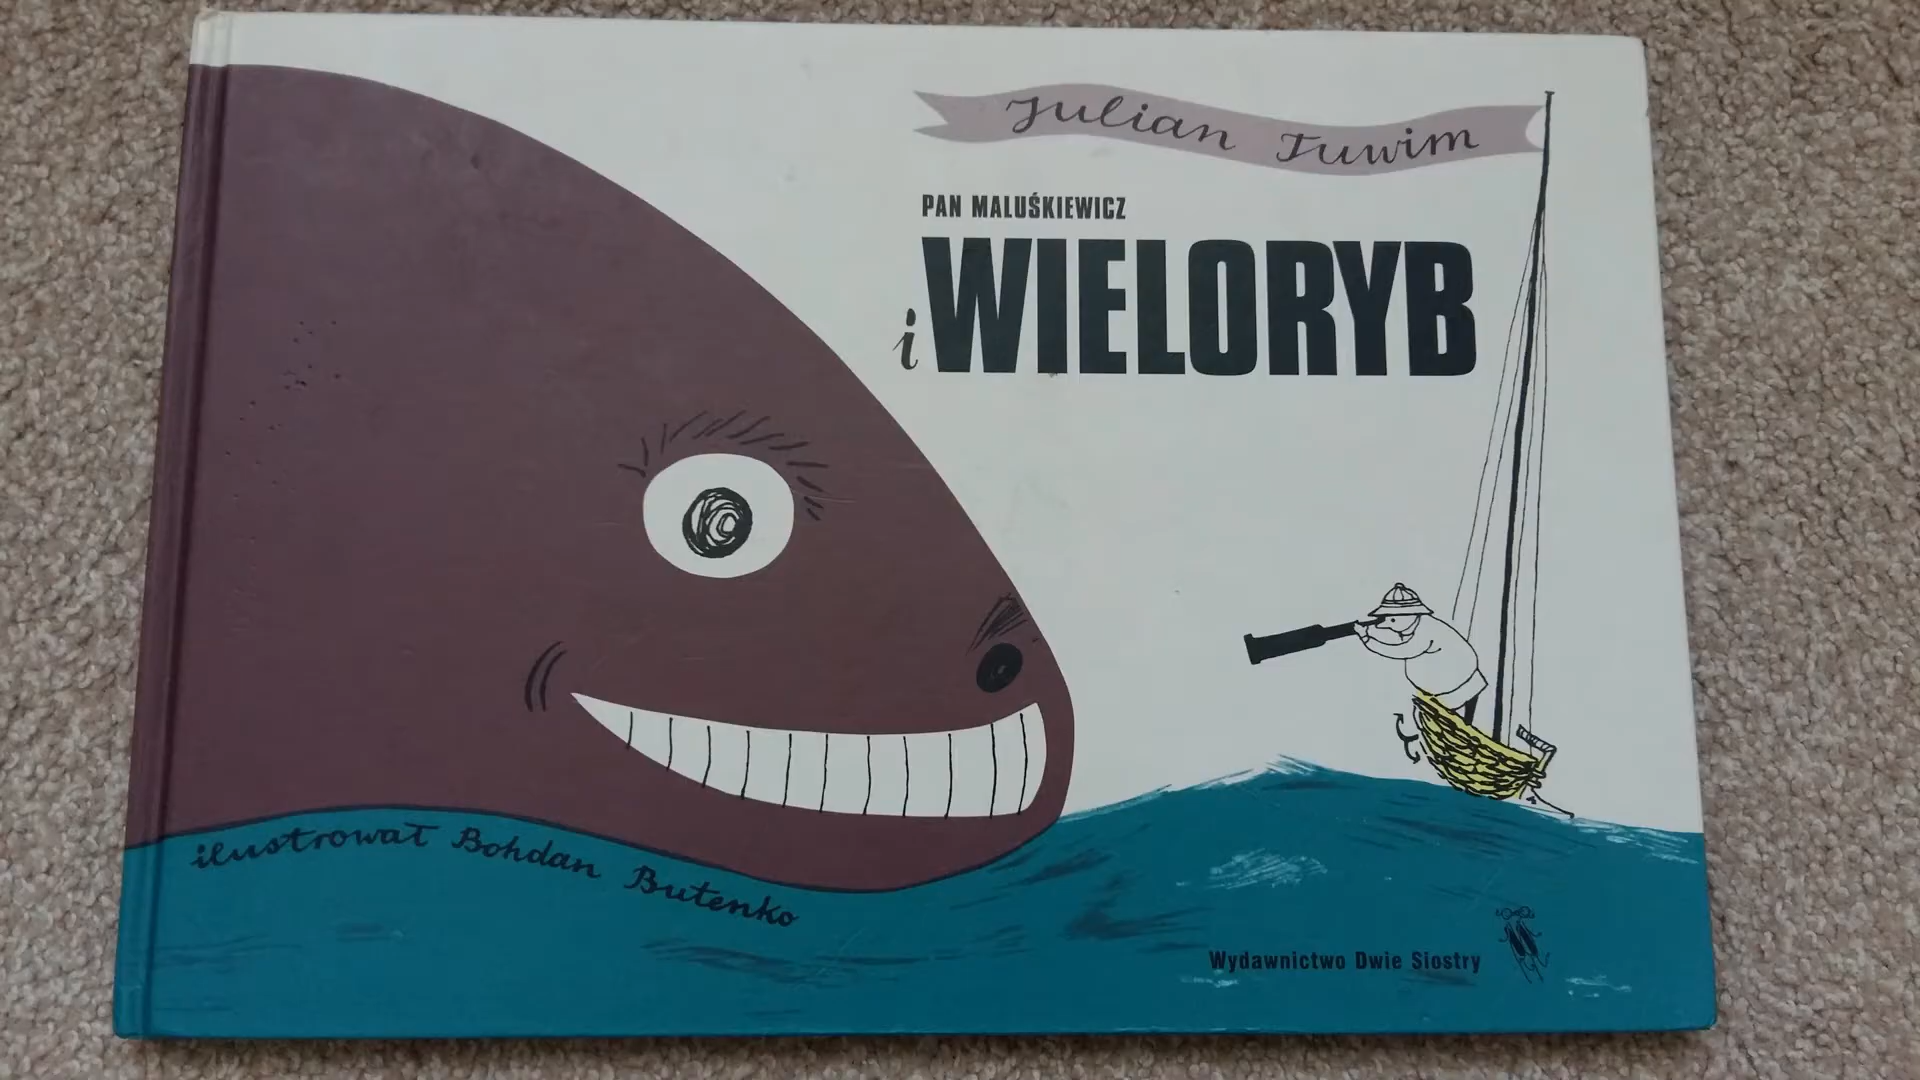 Julian Tuwim
PAN MALUŚKIEWICZ
i WIELORYB
ilustrował Bohdan Butenko
Wydawnictwo Dwie Siostry